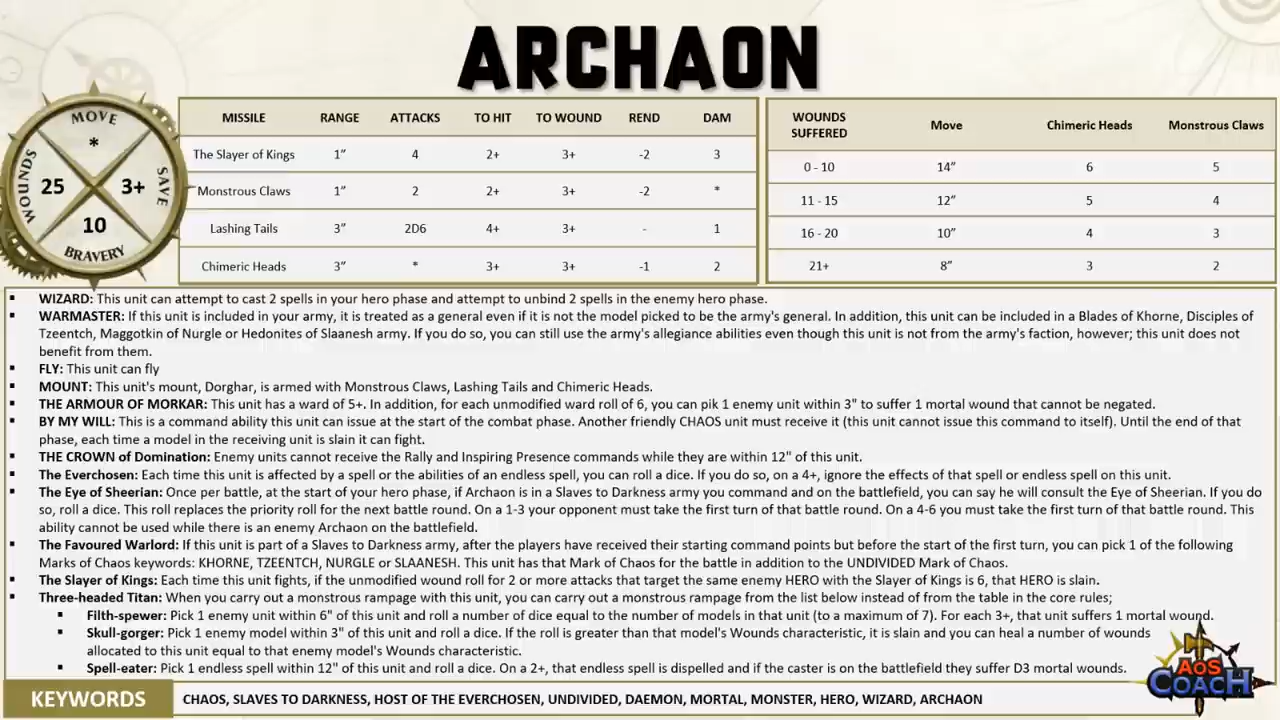 ARCHAON
MOVE
*
WOUNDS
25
3+
SAVE
10
BRAVERY
MISSILE RANGE ATTACKS TO HIT TO WOUND REND DAM
The Slayer of Kings 1” 4 2+ 3+ -2 3
Monstrous Claws 1” 2 2+ 3+ -2 *
Lashing Tails 3” 2D6 4+ 3+ - 1
Chimeric Heads 3” * 3+ 3+ -1 2
WOUNDS SUFFERED Move Chimeric Heads Monstrous Claws
0 - 10 14” 6 5
11 - 15 12” 5 4
16 - 20 10” 4 3
21+ 8” 3 2
▪ WIZARD: This unit can attempt to cast 2 spells in your hero phase and attempt to unbind 2 spells in the enemy hero phase.
▪ WARMASTER: If this unit is included in your army, it is treated as a general even if it is not the model picked to be the army's general. In addition, this unit can be included in a Blades of Khorne, Disciples of
Tzeentch, Maggotkin of Nurgle or Hedonites of Slaanesh army. If you do so, you can still use the army's allegiance abilities even though this unit is not from the army's faction, however; this unit does not
benefit from them.
▪ FLY: This unit can fly
▪ MOUNT: This unit's mount, Dorghar, is armed with Monstrous Claws, Lashing Tails and Chimeric Heads.
▪ THE ARMOUR OF MORKAR: This unit has a ward of 5+. In addition, for each unmodified ward roll of 6, you can pik 1 enemy unit within 3" to suffer 1 mortal wound that cannot be negated.
▪ BY MY WILL: This is a command ability this unit can issue at the start of the combat phase. Another friendly CHAOS unit must receive it (this unit cannot issue this command to itself). Until the end of that
phase, each time a model in the receiving unit is slain it can fight.
▪ THE CROWN of Domination: Enemy units cannot receive the Rally and Inspiring Presence commands while they are within 12" of this unit.
▪ The Everchosen: Each time this unit is affected by a spell or the abilities of an endless spell, you can roll a dice. If you do so, on a 4+, ignore the effects of that spell or endless spell on this unit.
▪ The Eye of Sheerian: Once per battle, at the start of your hero phase, if Archaon is in a Slaves to Darkness army you command and on the battlefield, you can say he will consult the Eye of Sheerian. If you do
so, roll a dice. This roll replaces the priority roll for the next battle round. On a 1-3 your opponent must take the first turn of that battle round. On a 4-6 you must take the first turn of that battle round. This
ability cannot be used while there is an enemy Archaon on the battlefield.
▪ The Favoured Warlord: If this unit is part of a Slaves to Darkness army, after the players have received their starting command points but before the start of the first turn, you can pick 1 of the following
Marks of Chaos keywords: KHORNE, TZEENTCH, NURGLE or SLAANESH. This unit has that Mark of Chaos for the battle in addition to the UNDIVIDED Mark of Chaos.
▪ The Slayer of Kings: Each time this unit fights, if the unmodified wound roll for 2 or more attacks that target the same enemy HERO with the Slayer of Kings is 6, that HERO is slain.
▪ Three-headed Titan: When you carry out a monstrous rampage with this unit, you can carry out a monstrous rampage from the list below instead of from the table in the core rules;
▪ Filth-spewer: Pick 1 enemy unit within 6" of this unit and roll a number of dice equal to the number of models in that unit (to a maximum of 7). For each 3+, that unit suffers 1 mortal wound.
▪ Skull-gorger: Pick 1 enemy model within 3" of this unit and roll a dice. If the roll is greater than that model's Wounds characteristic, it is slain and you can heal a number of wounds
allocated to this unit equal to that enemy model's Wounds characteristic.
▪ Spell-eater: Pick 1 endless spell within 12" of this unit and roll a dice. On a 2+, that endless spell is dispelled and if the caster is on the battlefield they suffer D3 mortal wounds.
AoS
COACH
KEYWORDS CHAOS, SLAVES TO DARKNESS, HOST OF THE EVERCHOSEN, UNDIVIDED, DAEMON, MORTAL, MONSTER, HERO, WIZARD, ARCHAON